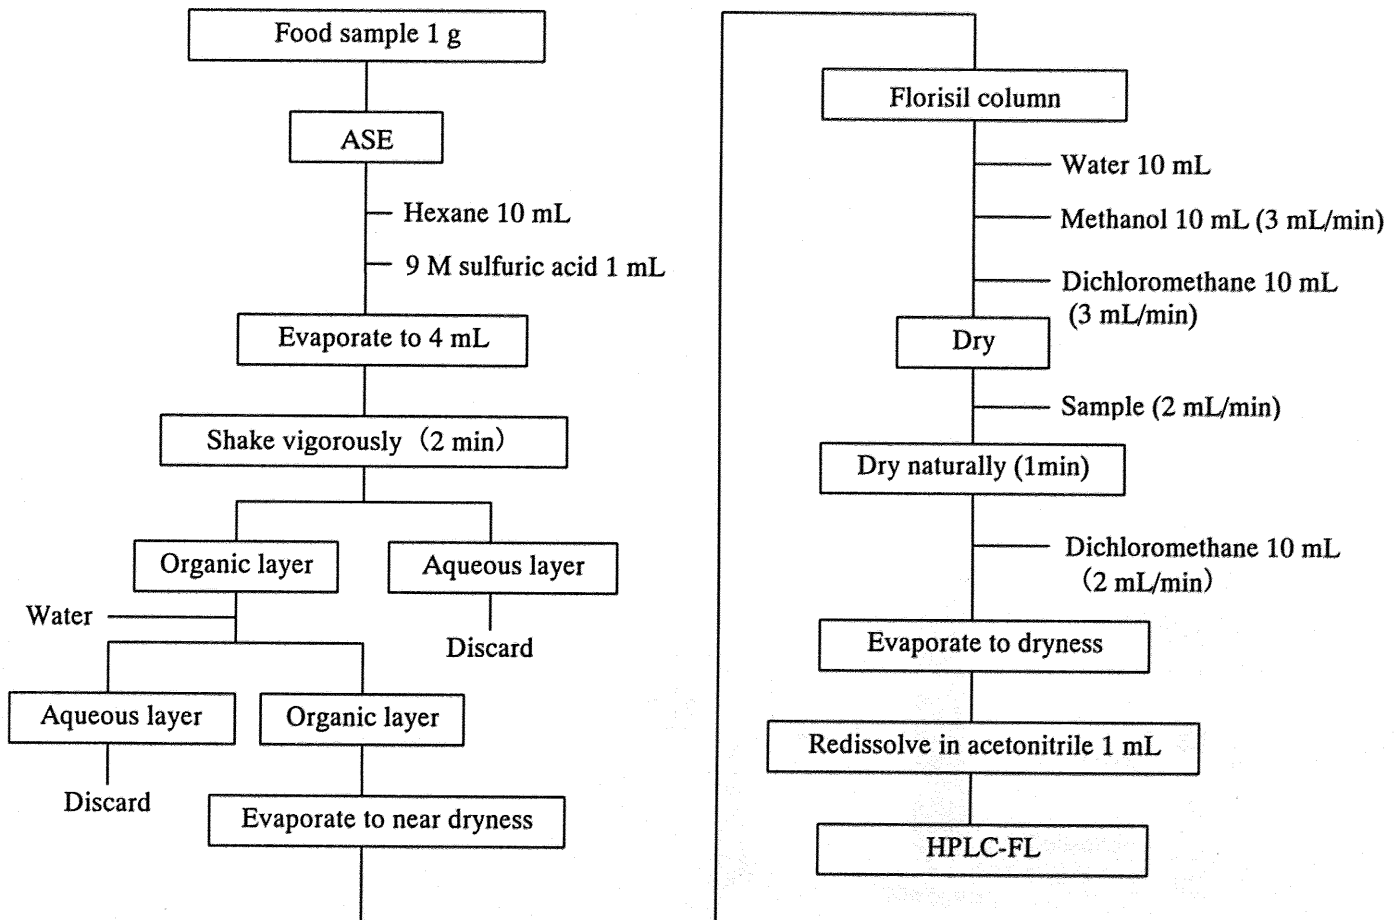 Food sample 1 g
ASE
Hexane 10 mL
9 M sulfuric acid 1 mL
Evaporate to 4 mL
Shake vigorously（2 min）
Organic layer
Aqueous layer
Water
Discard
Aqueous layer
Organic layer
Discard
Evaporate to near dryness
Florisil column
Water 10 mL
Methanol 10 mL (3 mL/min)
Dichloromethane 10 mL
(3 mL/min)
Dry
Sample (2 mL/min)
Dry naturally (1min)
Dichloromethane 10 mL
（2 mL/min）
Evaporate to dryness
Redissolve in acetonitrile 1 mL
HPLC-FL